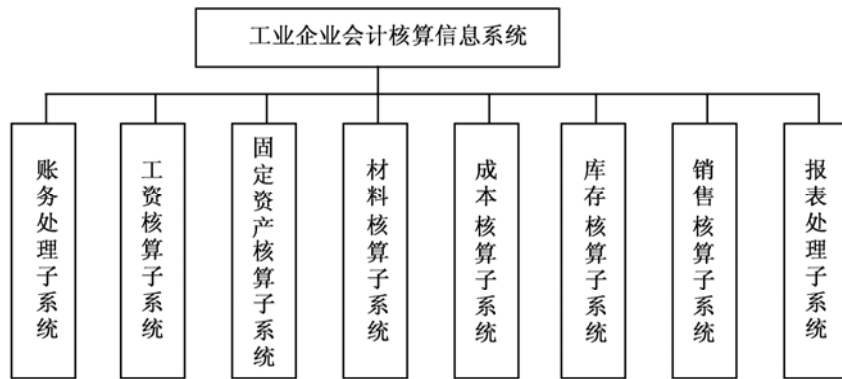 工业企业会计核算信息系统
账务处理子系统
工资核算子系统
固定资产核算子系统
材料核算子系统
成本核算子系统
库存核算子系统
销售核算子系统
报表处理子系统